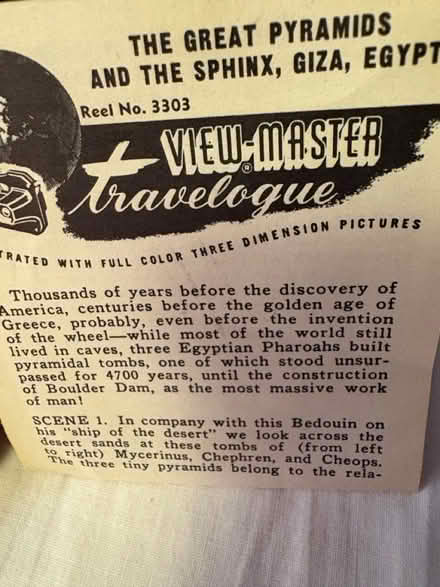 THE GREAT PYRAMIDS
AND THE SPHINX, GIZA, EGYPT
Reel No. 3303
VIEW-MASTER
®
travelogue
TRATED WITH FULL COLOR THREE DIMENSION PICTURES
Thousands of years before the discovery of
America, centuries before the golden age of
Greece, probably, even before the invention
of the wheel—while most of the world still
lived in caves, three Egyptian Pharoahs built
pyramidal tombs, one of which stood unsur-
passed for 4700 years, until the construction
of Boulder Dam, as the most massive work
of man!
SCENE 1. In company with this Bedouin on
his "ship of the desert" we look across the
desert sands at these tombs of (from left
to right) Mycerinus, Chephren, and Cheops.
The three tiny pyramids belong to the rela-